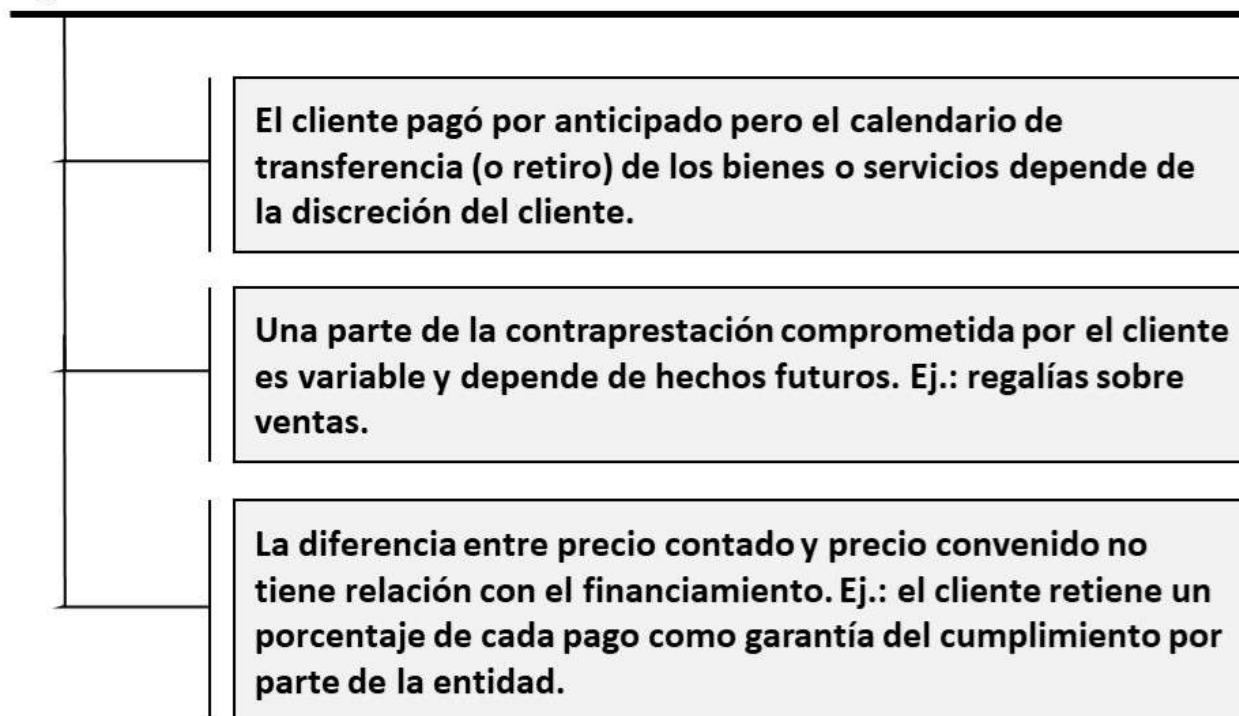 El cliente pagó por anticipado pero el calendario de
transferencia (o retiro) de los bienes o servicios depende de
la discreción del cliente.
Una parte de la contraprestación comprometida por el cliente
es variable y depende de hechos futuros. Ej.: regalías sobre
ventas.
La diferencia entre precio contado y precio convenido no
tiene relación con el financiamiento. Ej.: el cliente retiene un
porcentaje de cada pago como garantía del cumplimiento por
parte de la entidad.